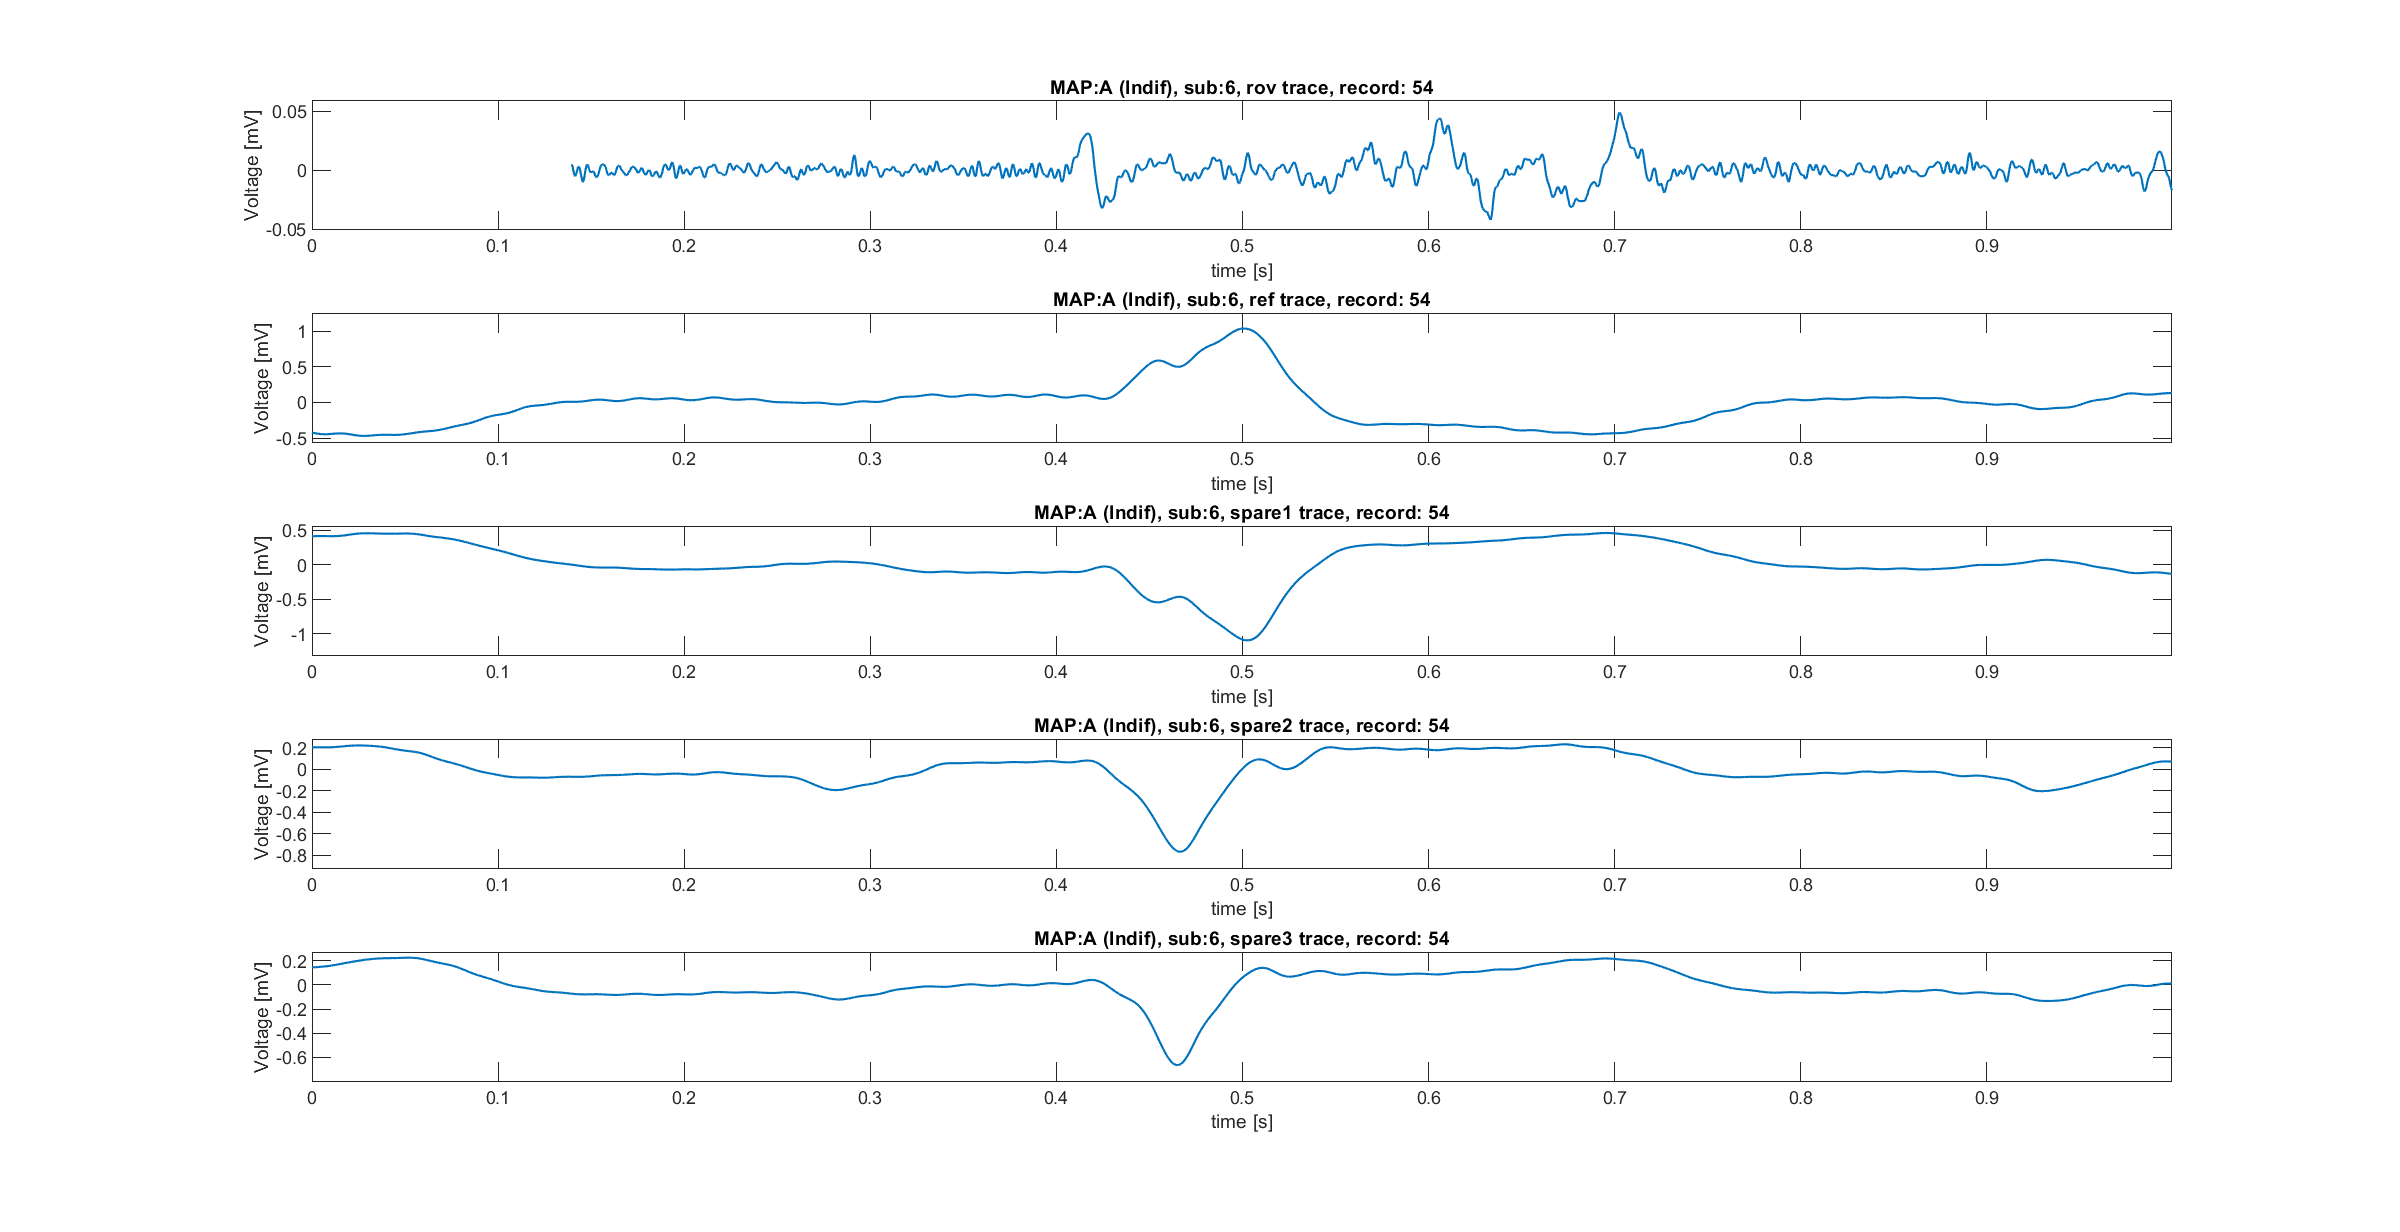 MAP:A (Indif), sub:6, rov trace, record: 54
Voltage [mV]
0.05
0
-0.05
0 0.1 0.2 0.3 0.4 0.5 0.6 0.7 0.8 0.9
time [s]
MAP:A (Indif), sub:6, ref trace, record: 54
Voltage [mV]
1
0.5
0
-0.5
0 0.1 0.2 0.3 0.4 0.5 0.6 0.7 0.8 0.9
time [s]
MAP:A (Indif), sub:6, spare1 trace, record: 54
Voltage [mV]
0.5
0
-0.5
-1
0 0.1 0.2 0.3 0.4 0.5 0.6 0.7 0.8 0.9
time [s]
MAP:A (Indif), sub:6, spare2 trace, record: 54
Voltage [mV]
0.2
0
-0.2
-0.4
-0.6
-0.8
0 0.1 0.2 0.3 0.4 0.5 0.6 0.7 0.8 0.9
time [s]
MAP:A (Indif), sub:6, spare3 trace, record: 54
Voltage [mV]
0.2
0
-0.2
-0.4
-0.6
0 0.1 0.2 0.3 0.4 0.5 0.6 0.7 0.8 0.9
time [s]